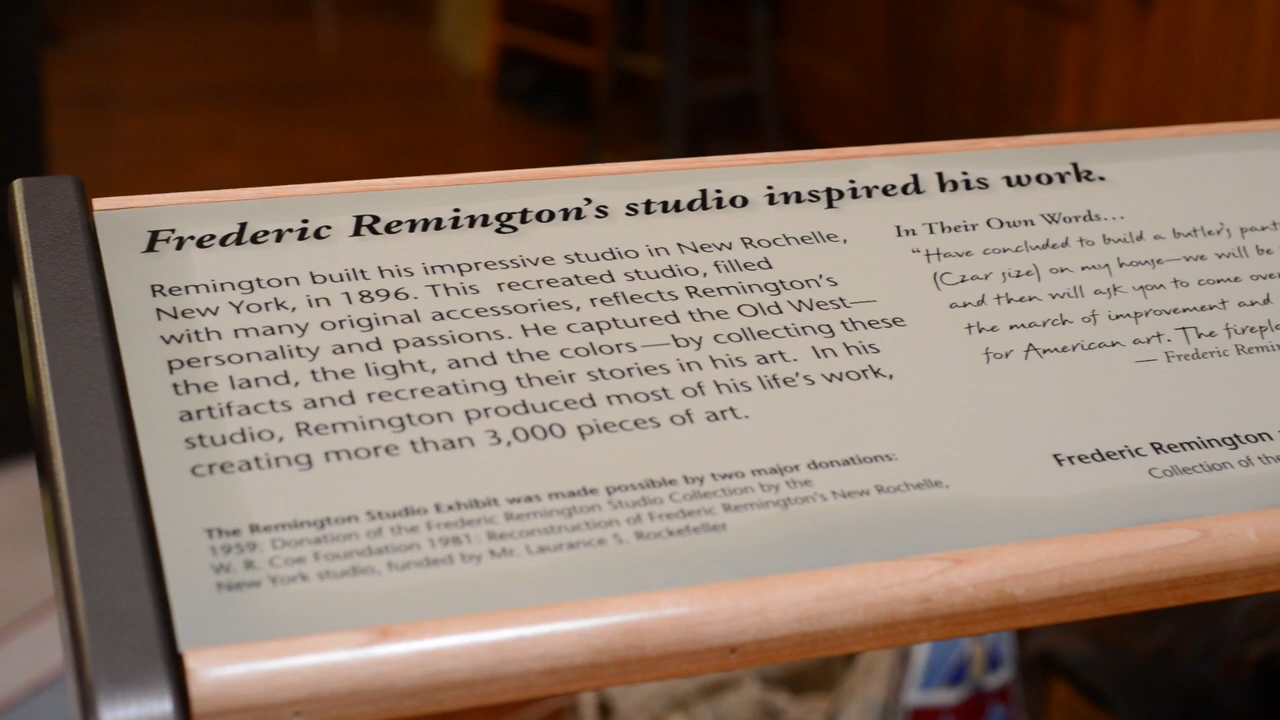 Frederic Remington's studio inspired his work.
Remington built his impressive studio in New Rochelle,
New York, in 1896. This recreated studio, filled
with many original accessories, reflects Remington's
personality and passions. He captured the Old West—
the land, the light, and the colors—by collecting these
artifacts and recreating their stories in his art. In his
studio, Remington produced most of his life's work,
creating more than 3,000 pieces of art.
The Remington Studio Exhibit was made possible by two major donations:
1959: Donation of the Frederic Remington Studio Collection by the
W. R. Coe Foundation 1981: Reconstruction of Frederic Remington's New Rochelle,
New York studio, funded by Mr. Laurance S. Rockefeller
In Their Own Words...
"Have concluded to build a butler's
(Czar size) on my house—we will be
and then will ask you to come
the march of improvement and
for American art. The
— Frederic
Frederic Remington
Collection of the